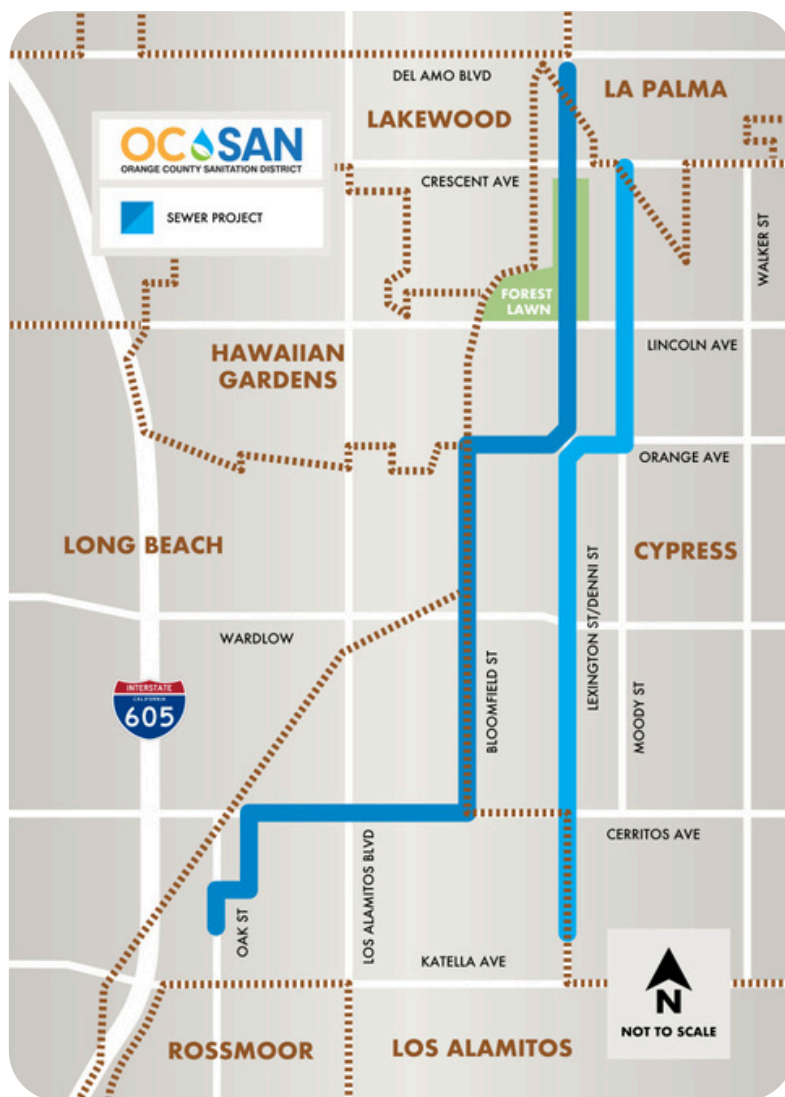 DEL AMO BLVD
LA PALMA
LAKEWOOD
OC SAN
ORANGE COUNTY SANITATION DISTRICT
SEWER PROJECT
CRESCENT AVE
WALKER ST
FOREST
LAWN
HAWAIIAN
GARDENS
LINCOLN AVE
ORANGE AVE
LONG BEACH
CYPRESS
LEXINGTON ST/DENNI ST
WARDLOW
BLOOMFIELD ST
MOODY ST
INTERSTATE
CALIFORNIA
605
CERRITOS AVE
LOS ALAMITOS BLVD
OAK ST
KATELLA AVE
N
NOT TO SCALE
ROSSMOOR
LOS ALAMITOS